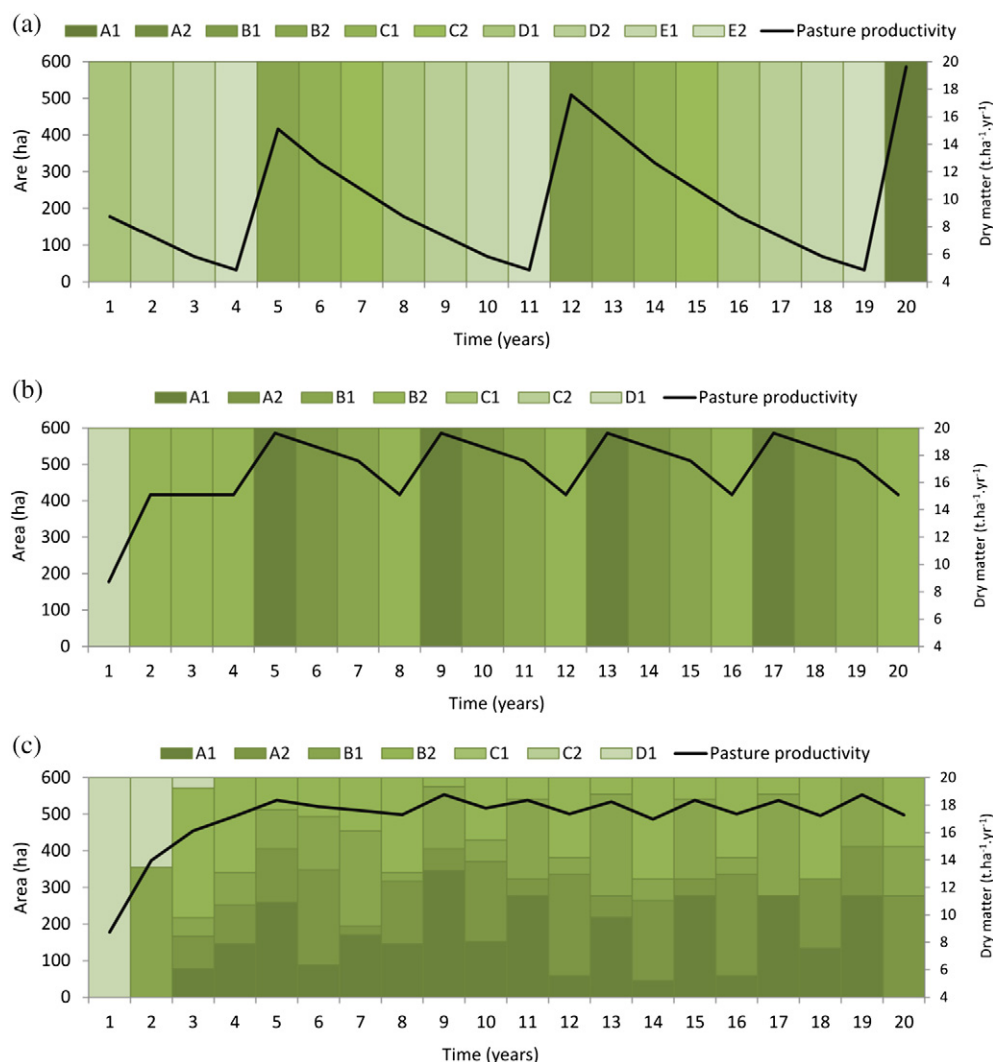 (a)
A1 A2 B1 B2 C1 C2 D1 D2 E1 E2 Pasture productivity
600 20
500 18
400 16
300 14
200 12
100 10
0 8
6
4
Are (ha)
Dry matter (t.ha⁻¹.yr⁻¹)
1 2 3 4 5 6 7 8 9 10 11 12 13 14 15 16 17 18 19 20
Time (years)
(b)
A1 A2 B1 B2 C1 C2 D1 Pasture productivity
600 20
500 18
400 16
300 14
200 12
100 10
0 8
6
4
Area (ha)
Dry matter (t.ha⁻¹.yr⁻¹)
1 2 3 4 5 6 7 8 9 10 11 12 13 14 15 16 17 18 19 20
Time (years)
(c)
A1 A2 B1 B2 C1 C2 D1 Pasture productivity
600 20
500 18
400 16
300 14
200 12
100 10
0 8
6
4
Area (ha)
Dry matter (t.ha⁻¹.yr⁻¹)
1 2 3 4 5 6 7 8 9 10 11 12 13 14 15 16 17 18 19 20
Time (years)